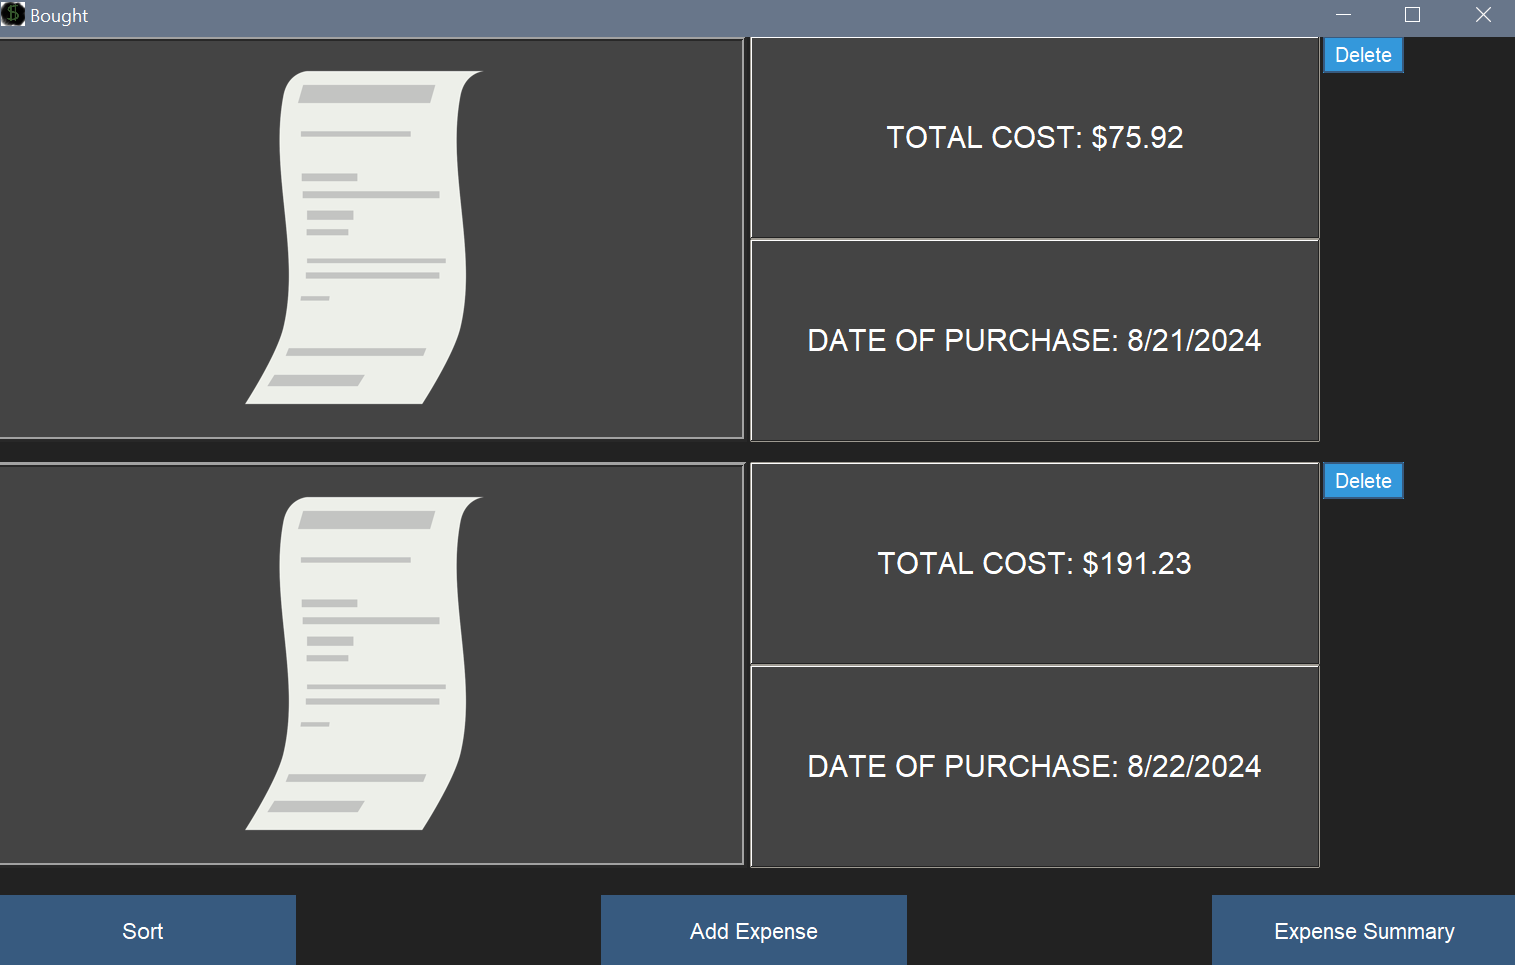 Bought
Delete
TOTAL COST: $75.92
DATE OF PURCHASE: 8/21/2024
Delete
TOTAL COST: $191.23
DATE OF PURCHASE: 8/22/2024
Sort
Add Expense
Expense Summary